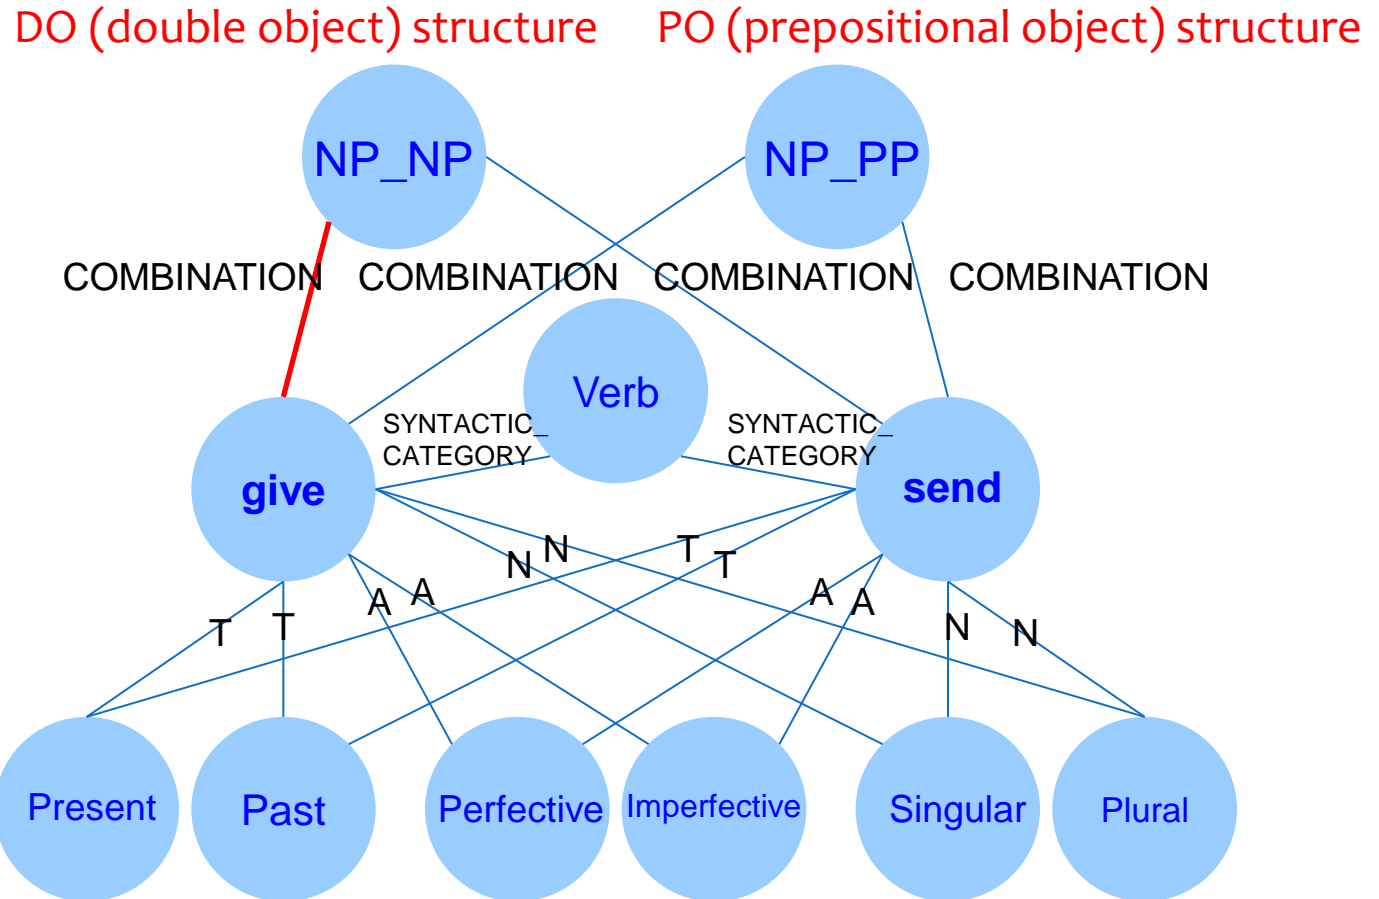 DO (double object) structure
PO (prepositional object) structure
NP_NP
NP_PP
COMBINATION
COMBINATION
COMBINATION
COMBINATION
Verb
SYNTACTIC_
CATEGORY
SYNTACTIC_
CATEGORY
give
send
N
N
T
T
A
A
A
A
T
T
N
N
Present
Past
Perfective
Imperfective
Singular
Plural